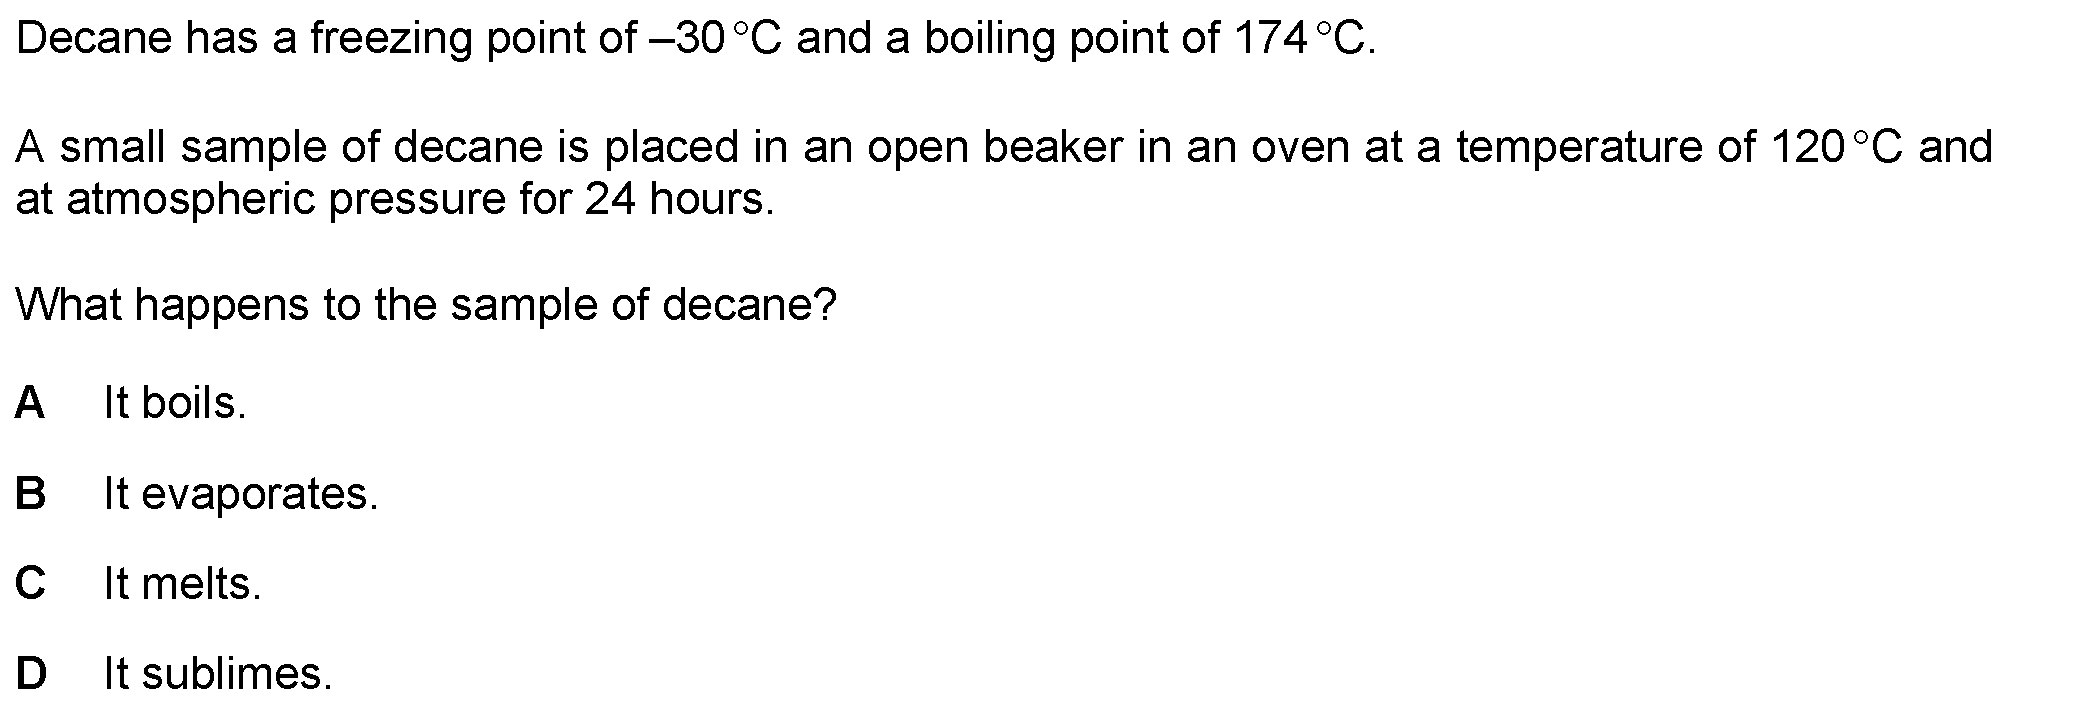 Decane has a freezing point of –30 °C and a boiling point of 174 °C.
A small sample of decane is placed in an open beaker in an oven at a temperature of 120 °C and
at atmospheric pressure for 24 hours.
What happens to the sample of decane?
A It boils.
B It evaporates.
C It melts.
D It sublimes.